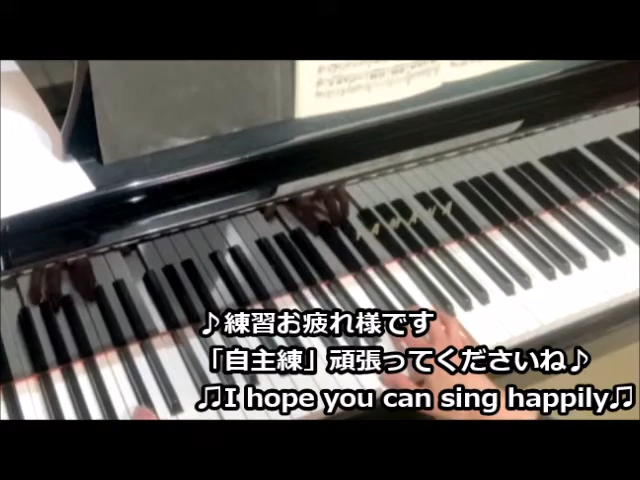 ♪練習お疲れ様です
「自主練」頑張ってくださいね♪
♫I hope you can sing happily♫